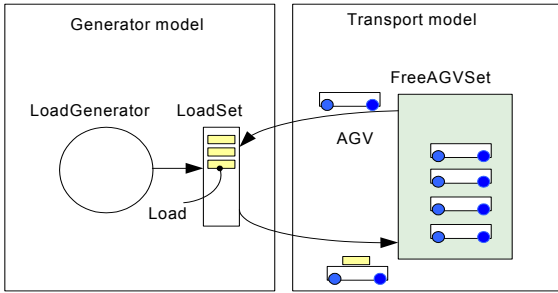 Generator model
Transport model
FreeAGVSet
LoadGenerator
LoadSet
AGV
Load